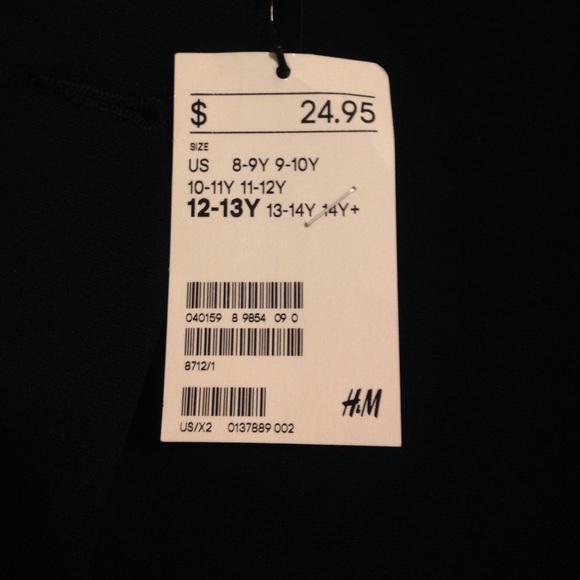 $ 24.95
SIZE
US 8-9Y 9-10Y
10-11Y 11-12Y
12-13Y 13-14Y 14Y+
040159 8 9854 09 0
8712/1
H&M
US/X2 0137889 002